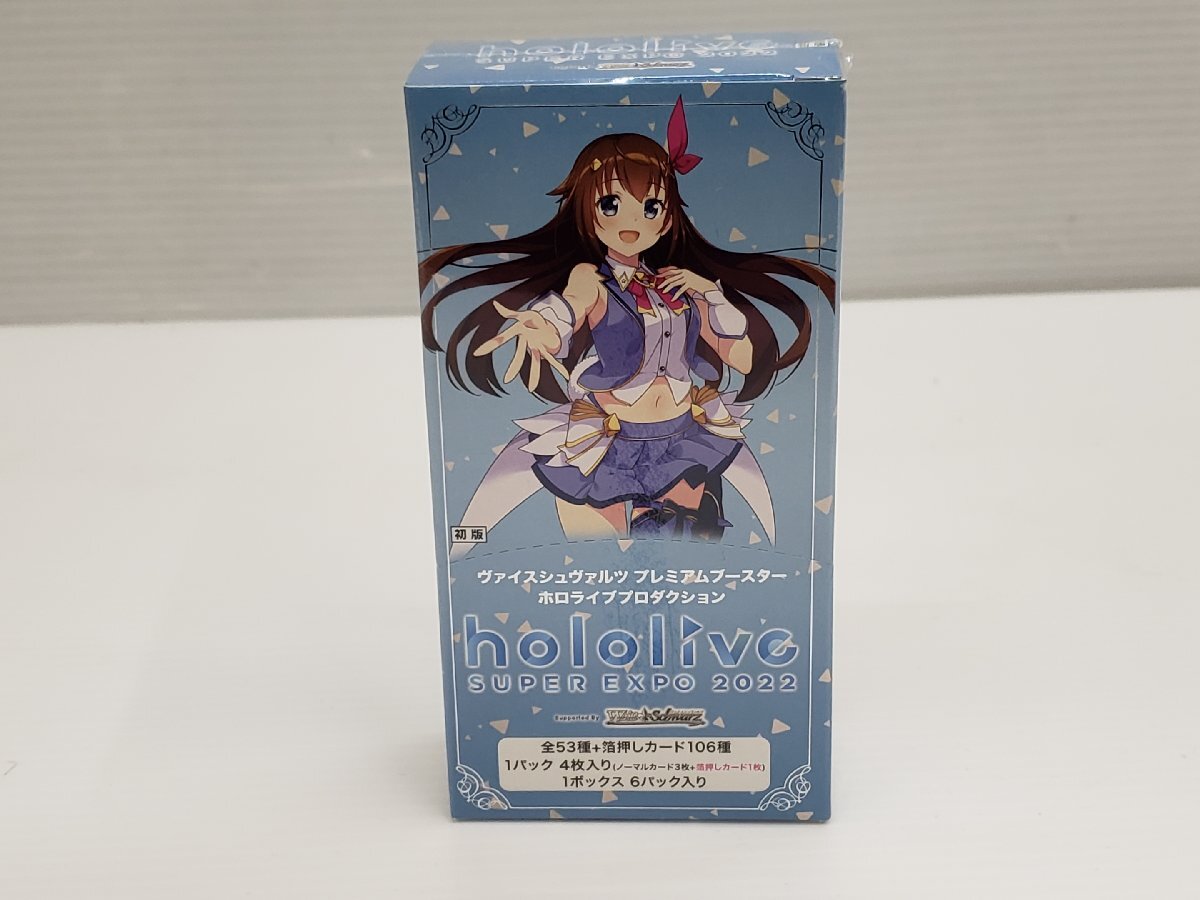 初版
ヴァイスシュヴァルツ プレミアムブースター
ホロライブプロダクション
hololive
SUPER EXPO 2022
Supported By Weiß Schwarz
全53種+箔押しカード106種
1パック 4枚入り(ノーマルカード3枚+箔押しカード1枚)
1ボックス 6パック入り